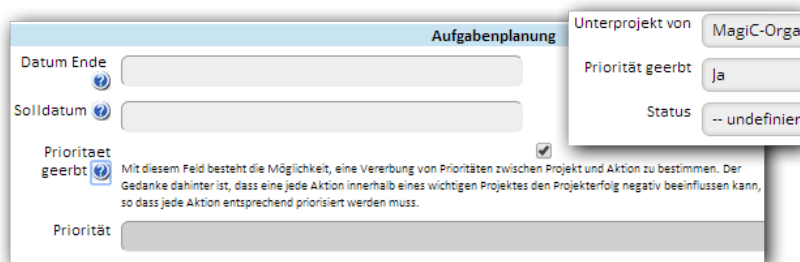 Aufgabenplanung
Datum Ende
Solldatum
Prioritaet
geerbt
Mit diesem Feld besteht die Möglichkeit, eine Vererbung von Prioritäten zwischen Projekt und Aktion zu bestimmen. Der
Gedanke dahinter ist, dass eine jede Aktion innerhalb eines wichtigen Projektes den Projekterfolg negativ beeinflussen kann,
so dass jede Aktion entsprechend priorisiert werden muss.
Priorität
Unterprojekt von MagiC-Orga
Priorität geerbt Ja
Status -- undefinier